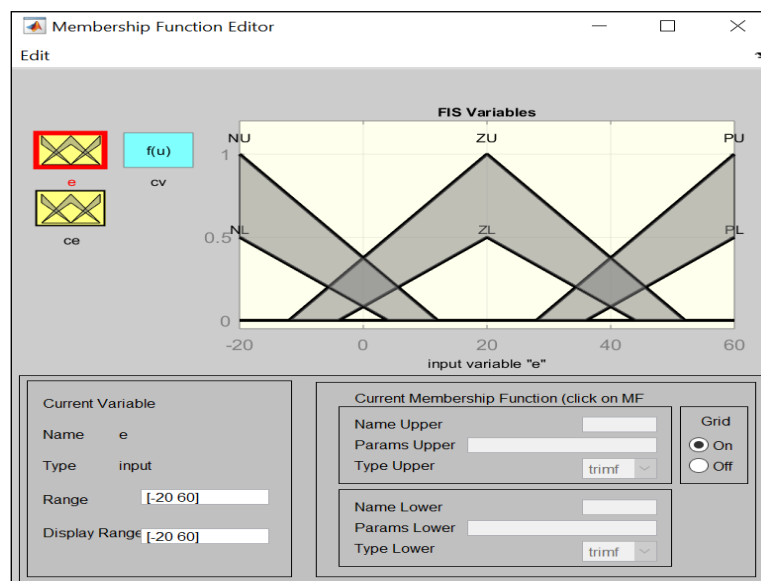 Membership Function Editor
Edit
FIS Variables
f(u)
e
cv
ce
NU
ZU
PU
1
NL
ZL
PL
0.5
0
-20
0
20
40
60
input variable "e"
Current Variable
Name e
Type input
Range [-20 60]
Display Range [-20 60]
Current Membership Function (click on MF
Name Upper
Params Upper
Type Upper trimf
Name Lower
Params Lower
Type Lower trimf
Grid
On
Off